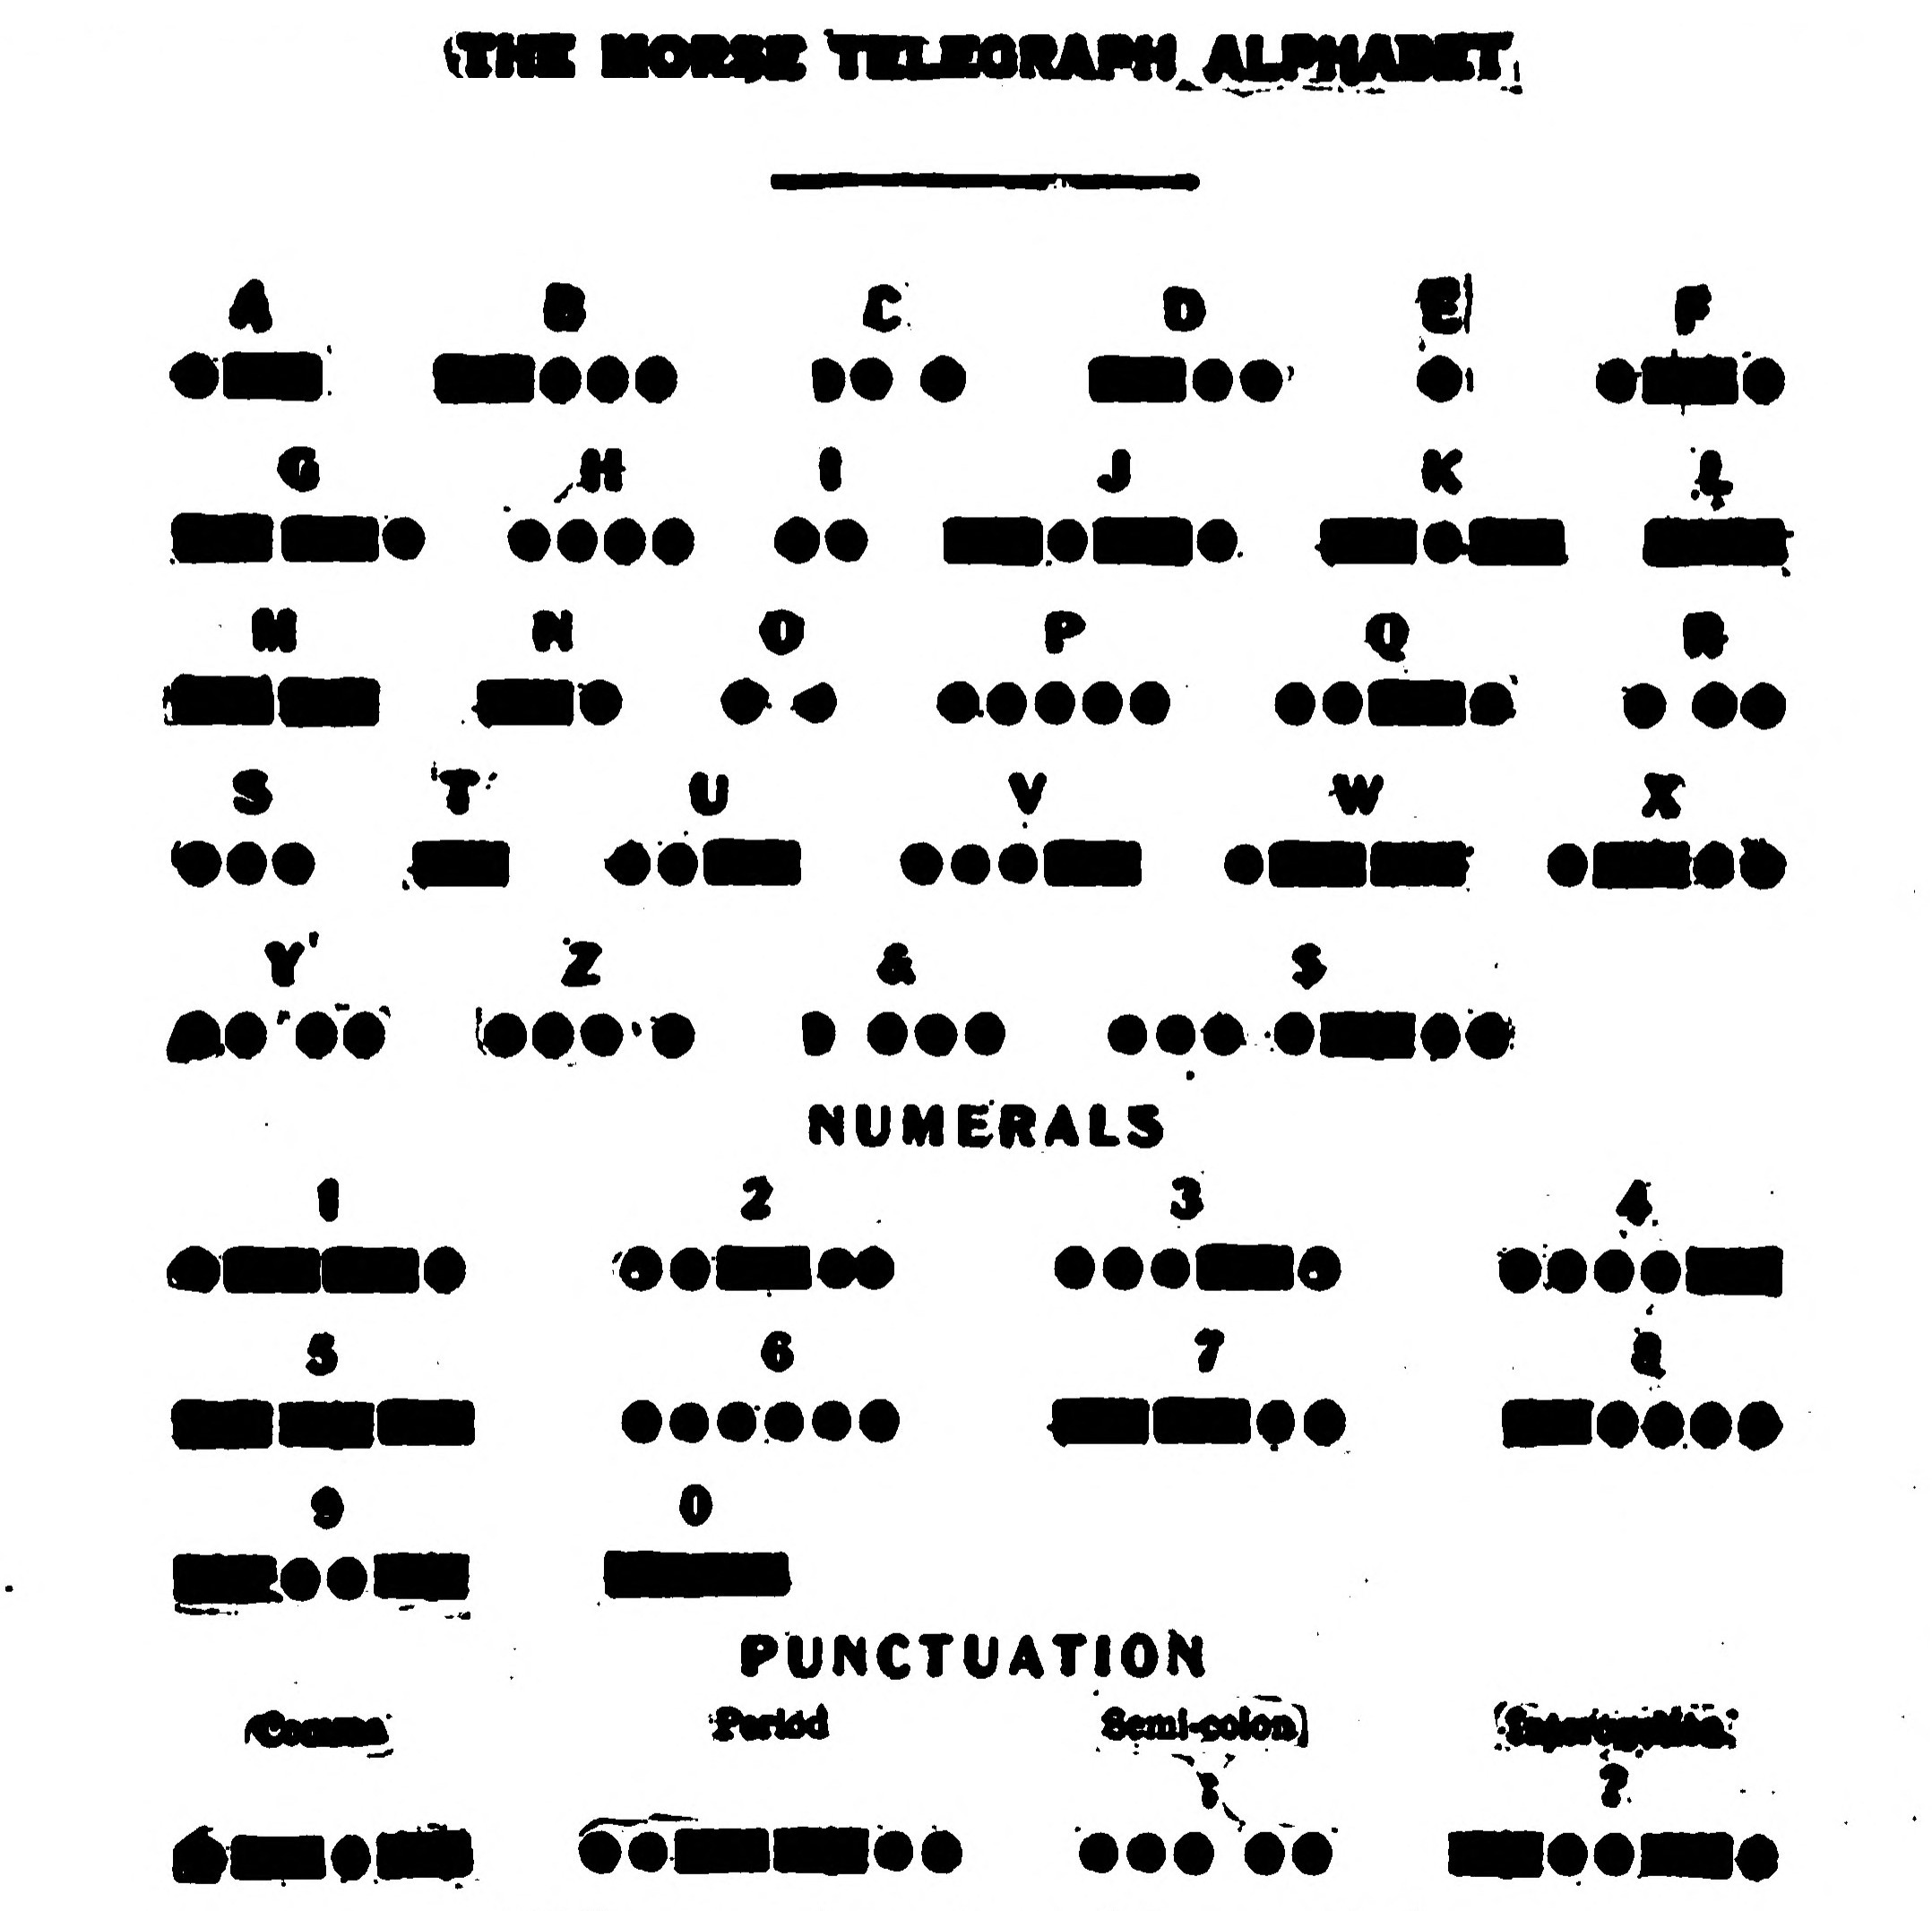 THE MORSE TELEGRAPH ALPHABET
A B C D E F
G H I J K L
M N O P Q R
S T U V W X
Y Z & $
NUMERALS
1 2 3 4
5 6 7 8
9 0
PUNCTUATION
Comma Period Semi-colon Interrogation
?